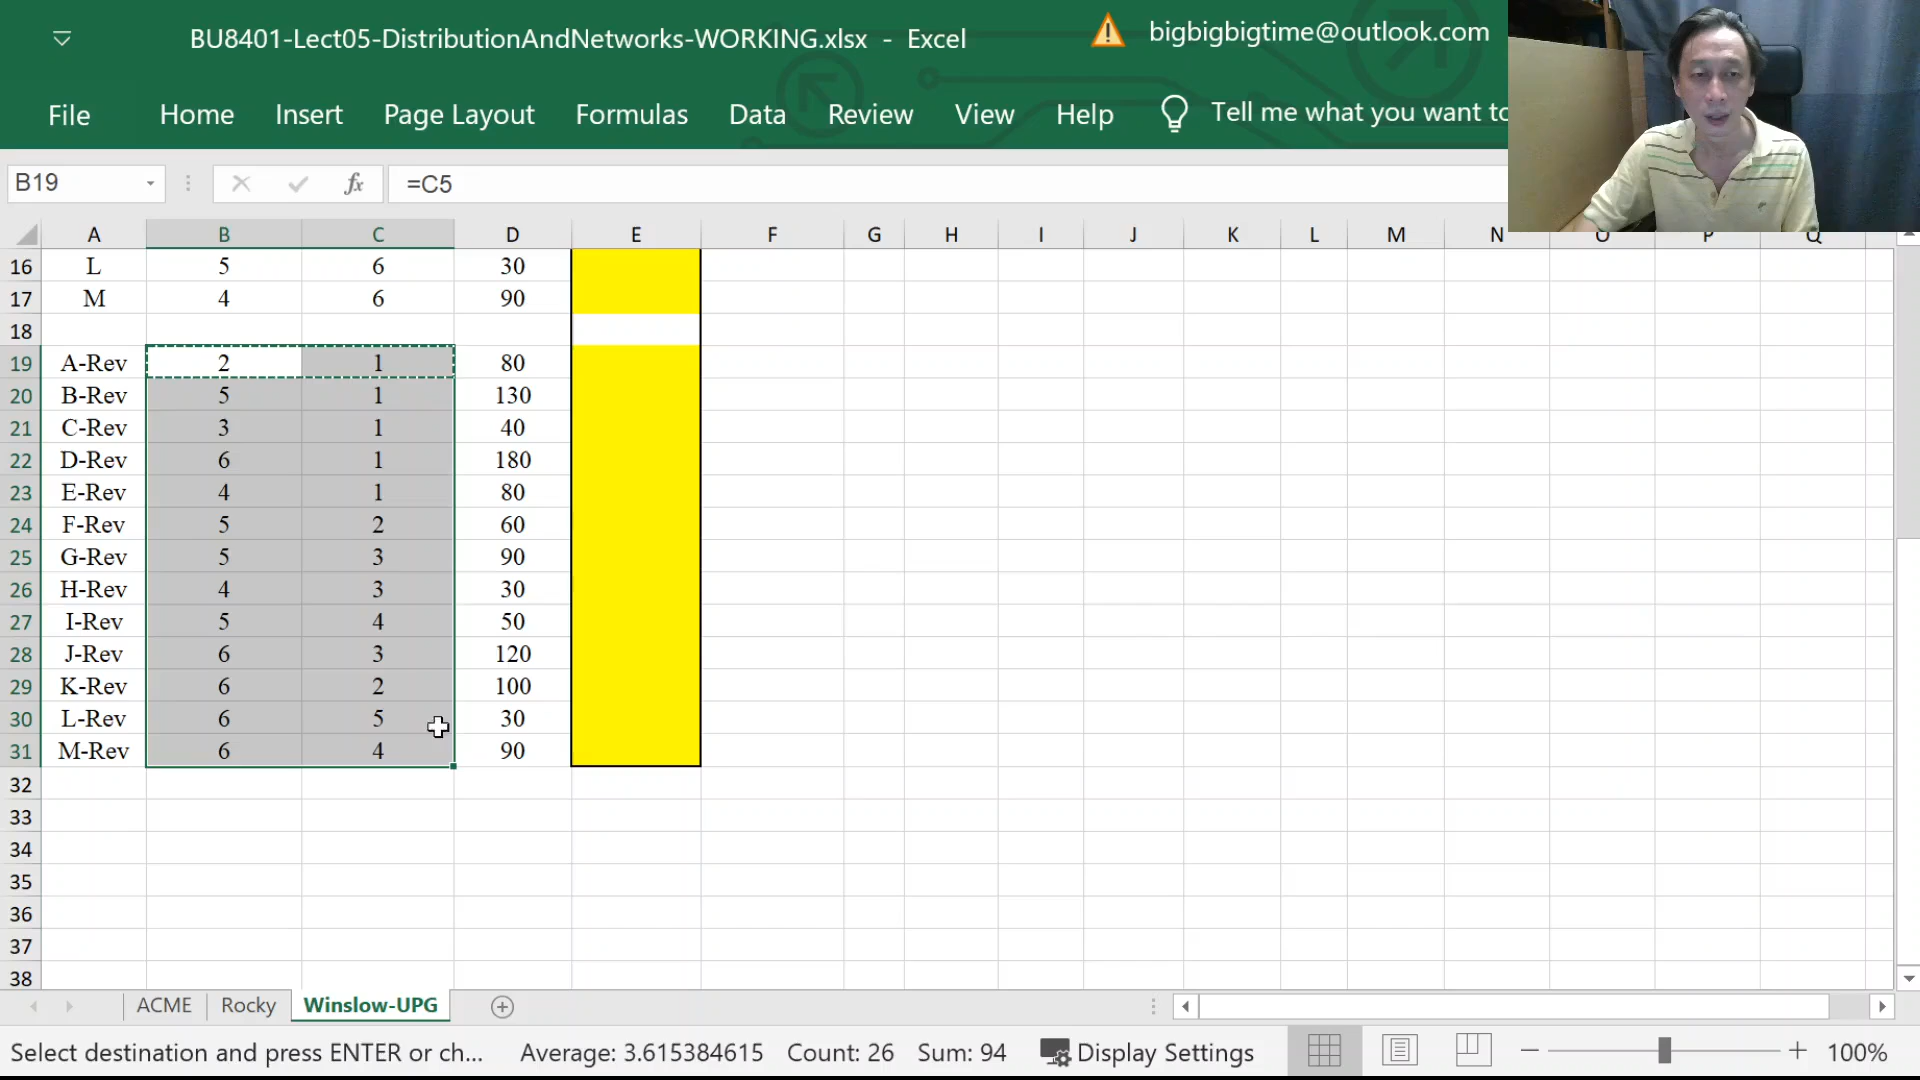 BU8401-Lect05-DistributionAndNetworks-WORKING.xlsx - Excel
bigbigbigtime@outlook.com
File Home Insert Page Layout Formulas Data Review View Help Tell me what you want to
B19 fx =C5
A B C D E F G H I J K L M N O P Q
16 L 5 6 30
17 M 4 6 90
18
19 A-Rev 2 1 80
20 B-Rev 5 1 130
21 C-Rev 3 1 40
22 D-Rev 6 1 180
23 E-Rev 4 1 80
24 F-Rev 5 2 60
25 G-Rev 5 3 90
26 H-Rev 4 3 30
27 I-Rev 5 4 50
28 J-Rev 6 3 120
29 K-Rev 6 2 100
30 L-Rev 6 5 30
31 M-Rev 6 4 90
32
33
34
35
36
37
38
ACME Rocky Winslow-UPG
Select destination and press ENTER or ch... Average: 3.615384615 Count: 26 Sum: 94 Display Settings 100%